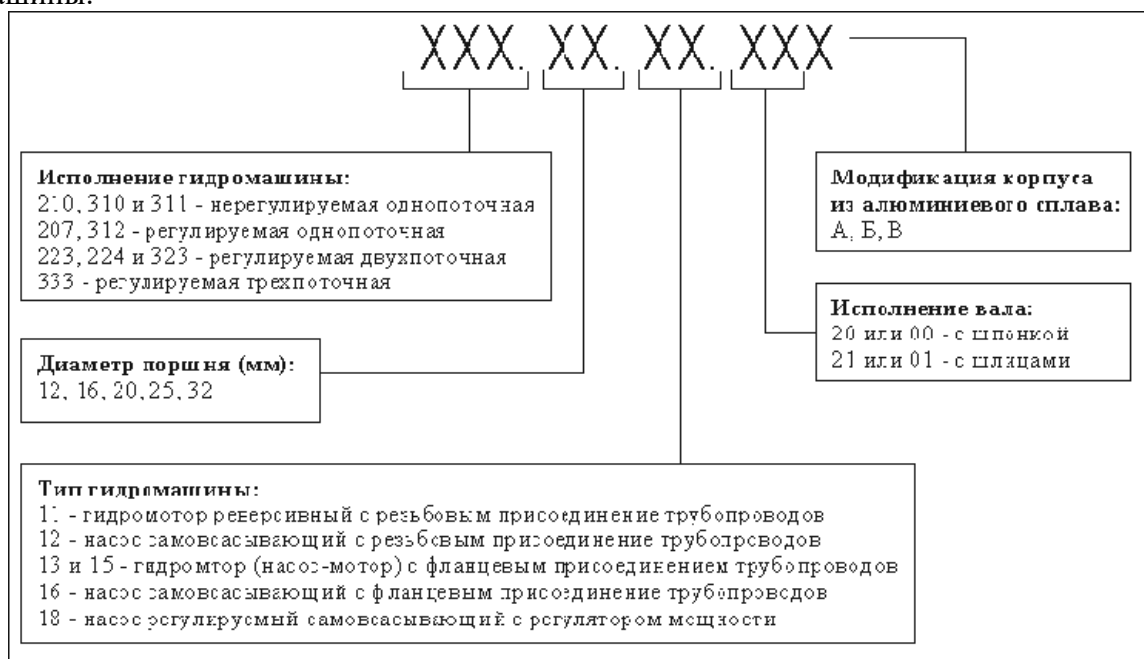 XXX. XX. XX. XXX
Исполнение гидромашины:
210, 310 и 311 - нерегулируемая однопоточная
207, 312 - регулируемая однопоточная
223, 224 и 323 - регулируемая двухпоточная
333 - регулируемая трехпоточная
Модификация корпуса
из алюминиевого сплава:
А, Б, В
Исполнение вала:
20 или 00 - с шпонкой
21 или 01 - с шлицами
Диаметр поршня (мм):
12, 16, 20, 25, 32
Тип гидромашины:
11 - гидромотор реверсивный с резьбовым присоединение трубопроводов
12 - насос самовсасывающий с резьбовым присоединение трубопроводов
13 и 15 - гидромтор (насос-мотор) с фланцевым присоединением трубопроводов
16 - насос самовсасывающий с фланцевым присоединение трубопроводов
18 - насос регулируемый самовсасывающий с регулятором мощности